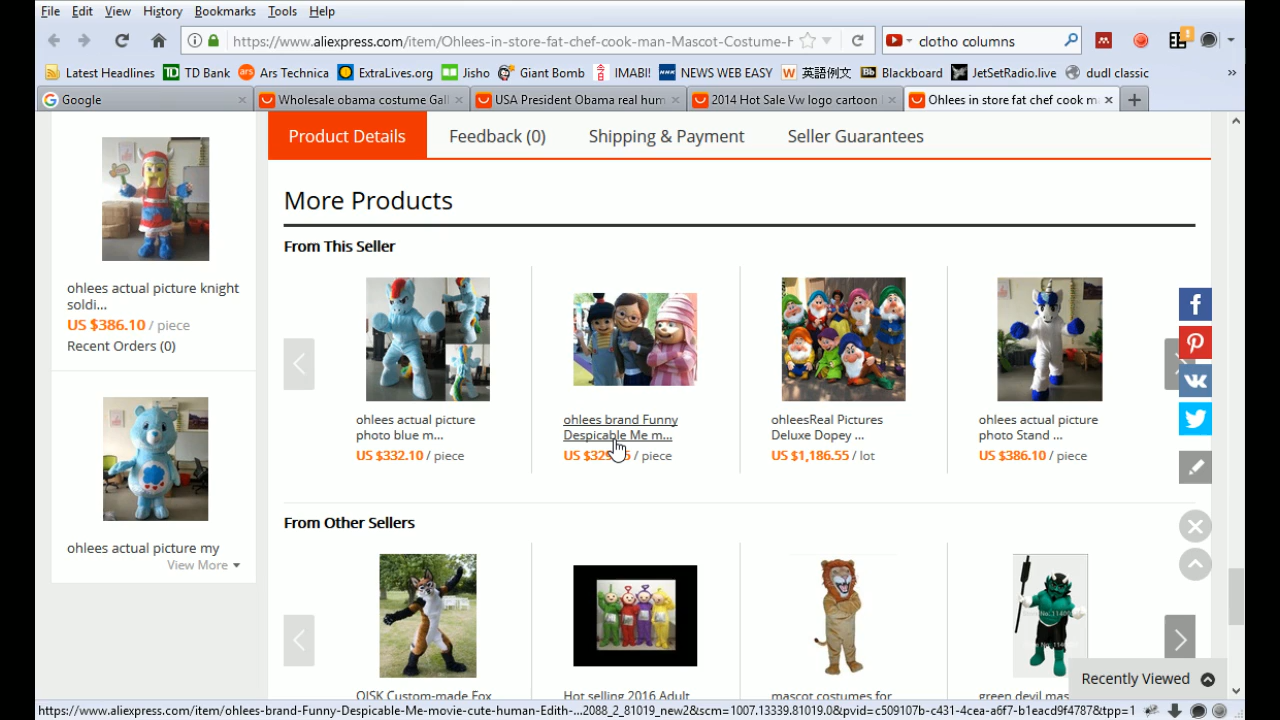 File Edit View History Bookmarks Tools Help
https://www.aliexpress.com/item/Ohlees-in-store-fat-chef-cook-man-Mascot-Costume-H
clotho columns
Latest Headlines TD Bank Ars Technica ExtraLives.org Jisho Giant Bomb IMABI! NEWS WEB EASY 英語例文 Blackboard JetSetRadio.live dudl classic
Google
Wholesale obama costume Gall
USA President Obama real hum
2014 Hot Sale Vw logo cartoon
Ohlees in store fat chef cook m
Product Details Feedback (0) Shipping & Payment Seller Guarantees
ohlees actual picture knight
soldi...
US $386.10 / piece
Recent Orders (0)
ohlees actual picture my
View More
More Products
From This Seller
ohlees actual picture
photo blue m...
US $332.10 / piece
ohlees brand Funny
Despicable Me m...
/ piece
ohleesReal Pictures
Deluxe Dopey ...
US $1,186.55 / lot
ohlees actual picture
photo Stand ...
US $386.10 / piece
From Other Sellers
OISK Custom-made Fox
Hot selling 2016 Adult
mascot costumes for
green devil mas
Recently Viewed
https://www.aliexpress.com/item/ohlees-brand-Funny-Despicable-Me-movie-cute-human-Edith-...2088_2_81019_new2&scm=1007.13339.81019.0&pvid=c509107b-c431-4cea-a6f7-b1eacd9f4787&tpp=1